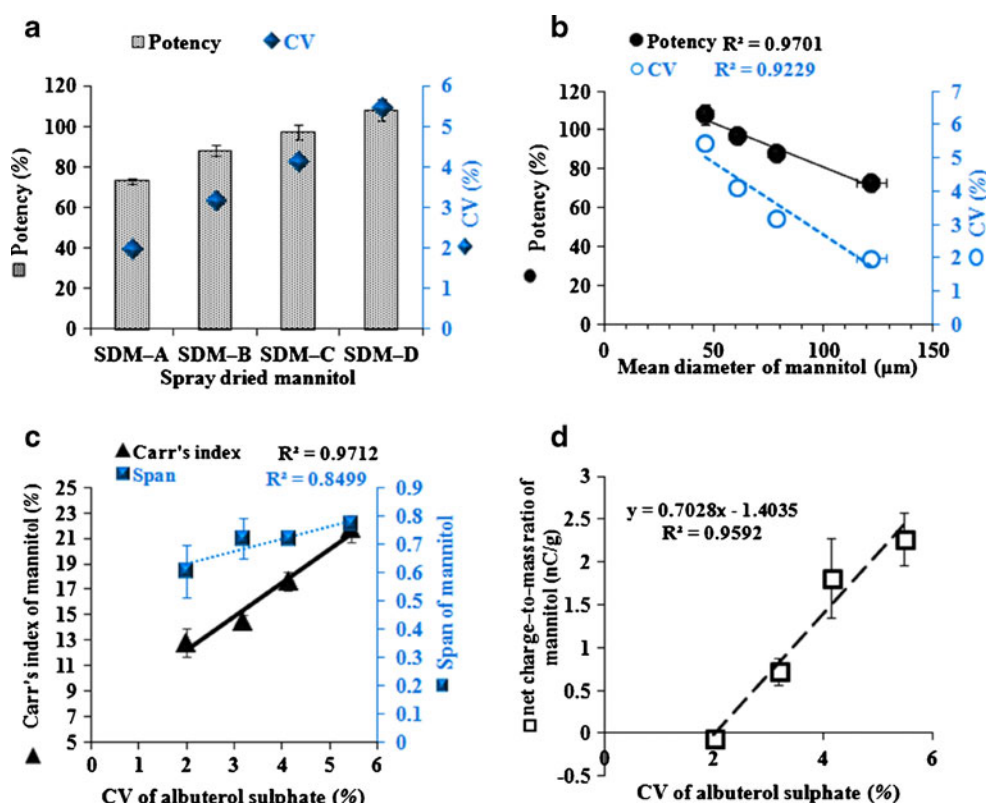 a
Potency
CV
120
100
80
60
40
20
0
Potency (%)
6
5
4
3
2
1
0
CV (%)
SDM–A SDM–B SDM–C SDM–D
Spray dried mannitol
b
Potency R² = 0.9701
CV R² = 0.9229
120
100
80
60
40
20
0
Potency (%)
7
6
5
4
3
2
1
0
CV (%)
0 50 100 150
Mean diameter of mannitol (µm)
c
Carr's index R² = 0.9712
Span R² = 0.8499
25
23
21
19
17
15
13
11
9
7
5
Carr's index of mannitol (%)
0.9
0.8
0.7
0.6
0.5
0.4
0.3
0.2
0.1
0
Span of mannitol
0 1 2 3 4 5 6
CV of albuterol sulphate (%)
d
y = 0.7028x - 1.4035
R² = 0.9592
3
2.5
2
1.5
1
0.5
0
-0.5
net charge–to–mass ratio of
mannitol (nC/g)
0 2 4 6
CV of albuterol sulphate (%)